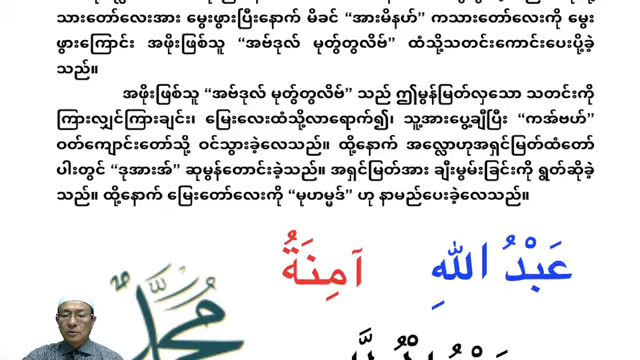 သားတော်လေးအား မွေးဖွားပြီးနောက် မိခင် “အားမိနဟ်” ကသားတော်လေးကို မွေး
ဖွားကြောင်း အဖိုးဖြစ်သူ “အဗ်ဒုလ် မုတ္တွလိဗ်” ထံသို့သတင်းကောင်းပေးပို့ခဲ့
သည်။
အဖိုးဖြစ်သူ “အဗ်ဒုလ် မုတ္တွလိဗ်” သည် ဤမွန်မြတ်လှသော သတင်းကို
ကြားလျှင်ကြားချင်း၊ မြေးလေးထံသို့လာရောက်၍၊ သူ့အားပွေ့ချီပြီး “ကအ်ဗဟ်”
ဝတ်ကျောင်းတော်သို့ ဝင်သွားခဲ့လေသည်။ ထို့နောက် အလ္လောဟုအရှင်မြတ်ထံတော်
ပါးတွင် “ဒုအားအ်” ဆုမွန်တောင်းခဲ့သည်။ အရှင်မြတ်အား ချီးမွမ်းခြင်းကို ရွတ်ဆိုခဲ့
သည်။ ထို့နောက် မြေးတော်လေးကို “မုဟမ္မဒ်” ဟု နာမည်ပေးခဲ့လေသည်။
عَبْدُ اللهِ
آمِنَةُ
محمد